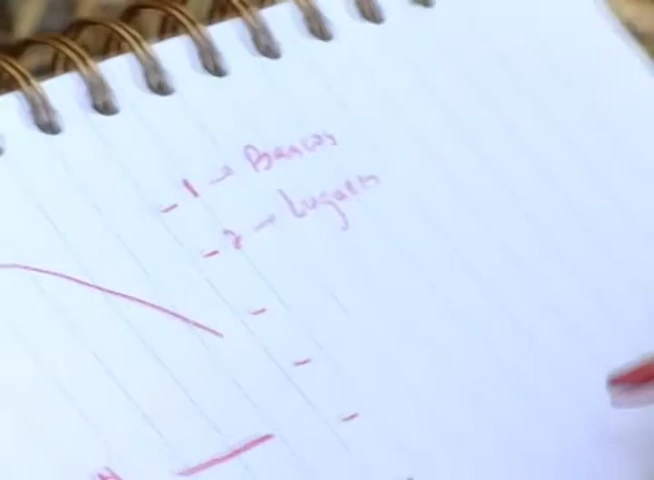 - 1 → Bancos
- 2 → Lugares
-
-
-